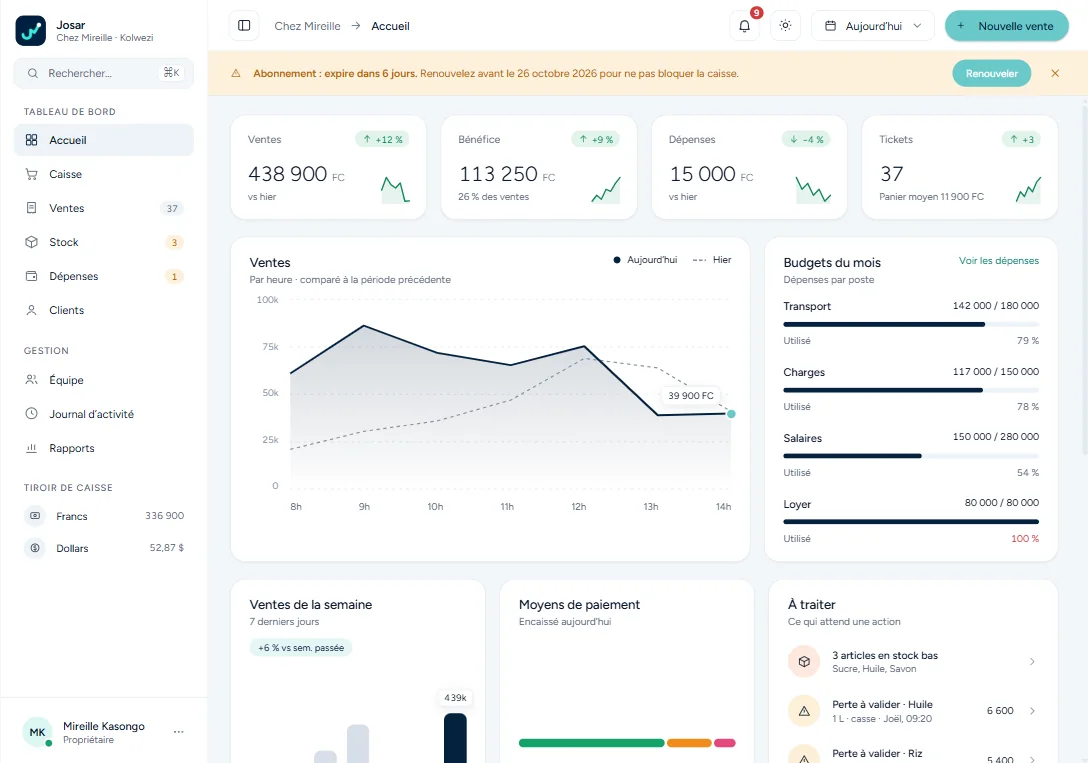 Josar
Chez Mireille · Kolwezi
Rechercher...
⌘K
TABLEAU DE BORD
Accueil
Caisse
Ventes 37
Stock 3
Dépenses 1
Clients
GESTION
Équipe
Journal d'activité
Rapports
TIROIR DE CAISSE
Francs 336 900
Dollars 52,87 $
MK
Mireille Kasongo
Propriétaire
Chez Mireille → Accueil
9
Aujourd'hui
+ Nouvelle vente
Abonnement : expire dans 6 jours. Renouvelez avant le 26 octobre 2026 pour ne pas bloquer la caisse.
Renouveler
Ventes
↑ +12 %
438 900 FC
vs hier
Bénéfice
↑ +9 %
113 250 FC
26 % des ventes
Dépenses
↓ −4 %
15 000 FC
vs hier
Tickets
↑ +3
37
Panier moyen 11 900 FC
Ventes
Par heure · comparé à la période précédente
Aujourd'hui
Hier
100k
75k
50k
25k
0
39 900 FC
8h 9h 10h 11h 12h 13h 14h
Budgets du mois
Voir les dépenses
Dépenses par poste
Transport 142 000 / 180 000
Utilisé 79 %
Charges 117 000 / 150 000
Utilisé 78 %
Salaires 150 000 / 280 000
Utilisé 54 %
Loyer 80 000 / 80 000
Utilisé 100 %
Ventes de la semaine
7 derniers jours
+6 % vs sem. passée
439k
Moyens de paiement
Encaissé aujourd'hui
À traiter
Ce qui attend une action
3 articles en stock bas
Sucre, Huile, Savon
Perte à valider · Huile
1 L · casse · Joël, 09:20
6 600
Perte à valider · Riz
5 400